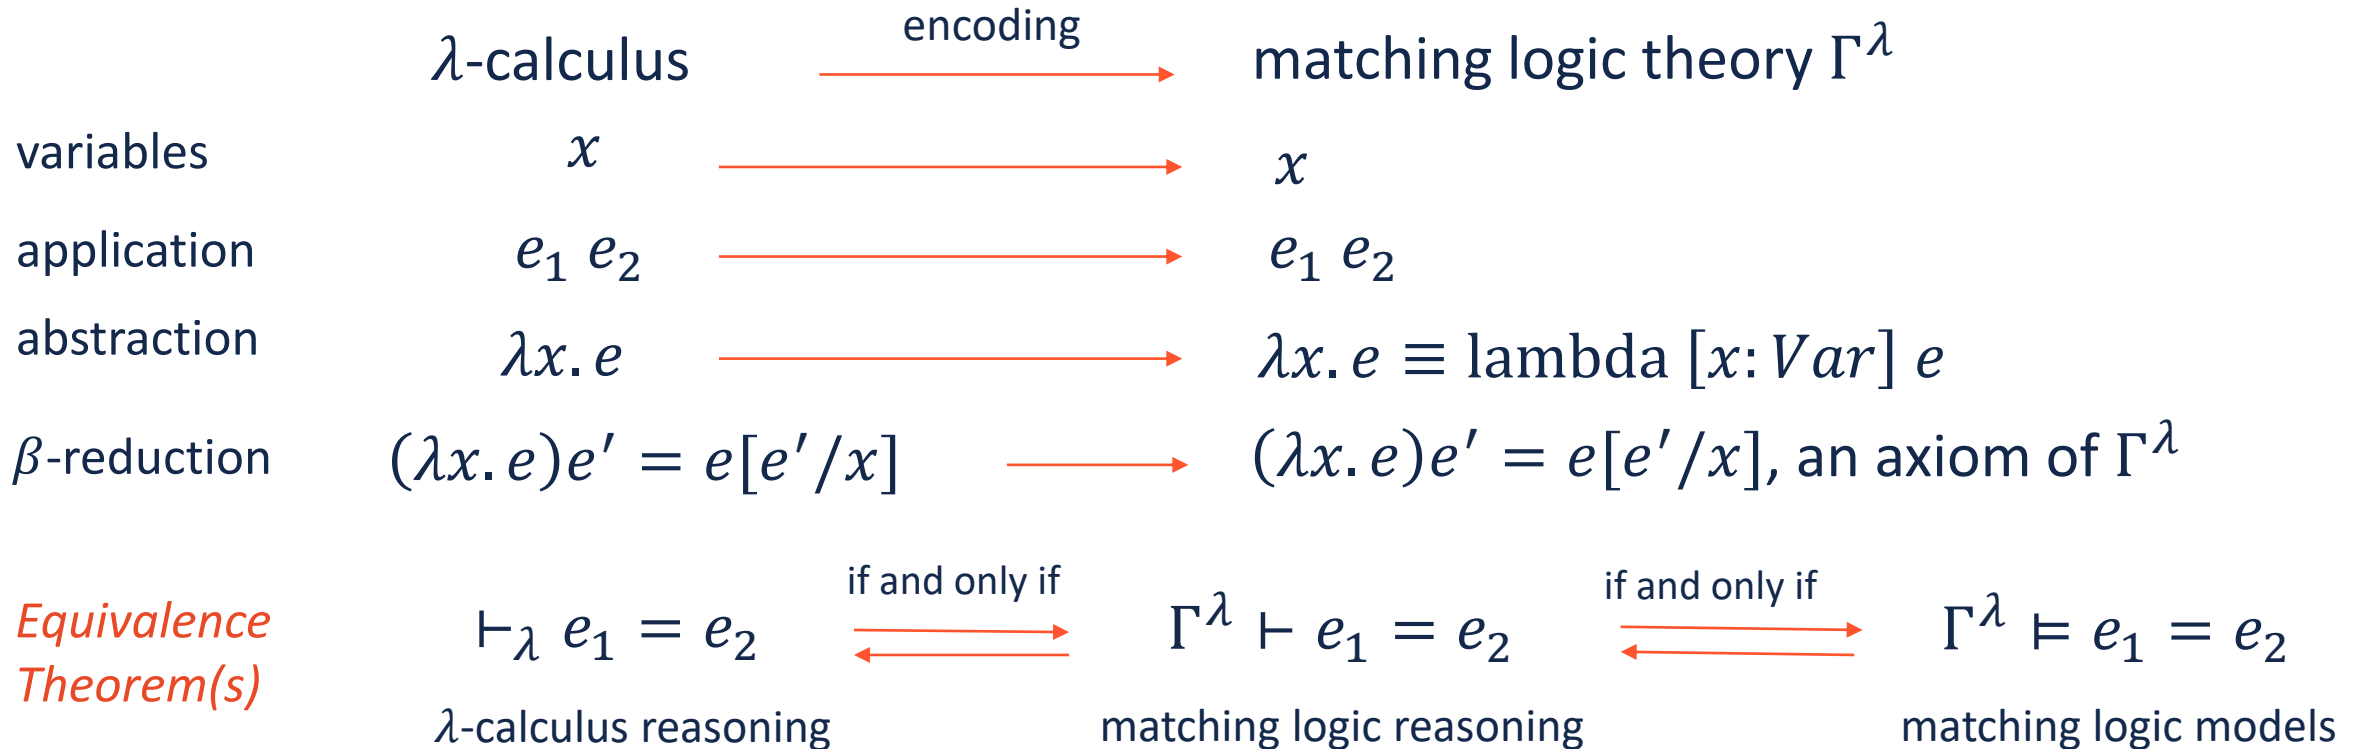 λ-calculus encoding matching logic theory Γ^λ
variables x x
application e₁ e₂ e₁ e₂
abstraction λx. e λx. e ≡ lambda [x: Var] e
β-reduction (λx. e)e′ = e[e′/x] (λx. e)e′ = e[e′/x], an axiom of Γ^λ
if and only if if and only if
Equivalence
Theorem(s)
⊢_λ e₁ = e₂ Γ^λ ⊢ e₁ = e₂ Γ^λ ⊨ e₁ = e₂
λ-calculus reasoning matching logic reasoning matching logic models